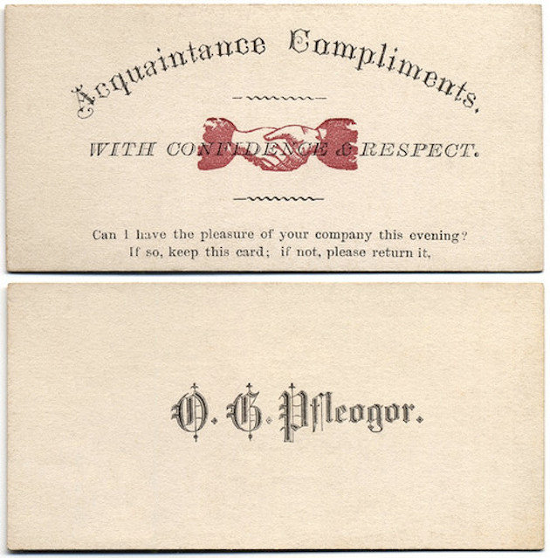 Acquaintance Compliments.
WITH CONFIDENCE & RESPECT.
Can I have the pleasure of your company this evening?
If so, keep this card; if not, please return it.
O. G. Pfleogor.